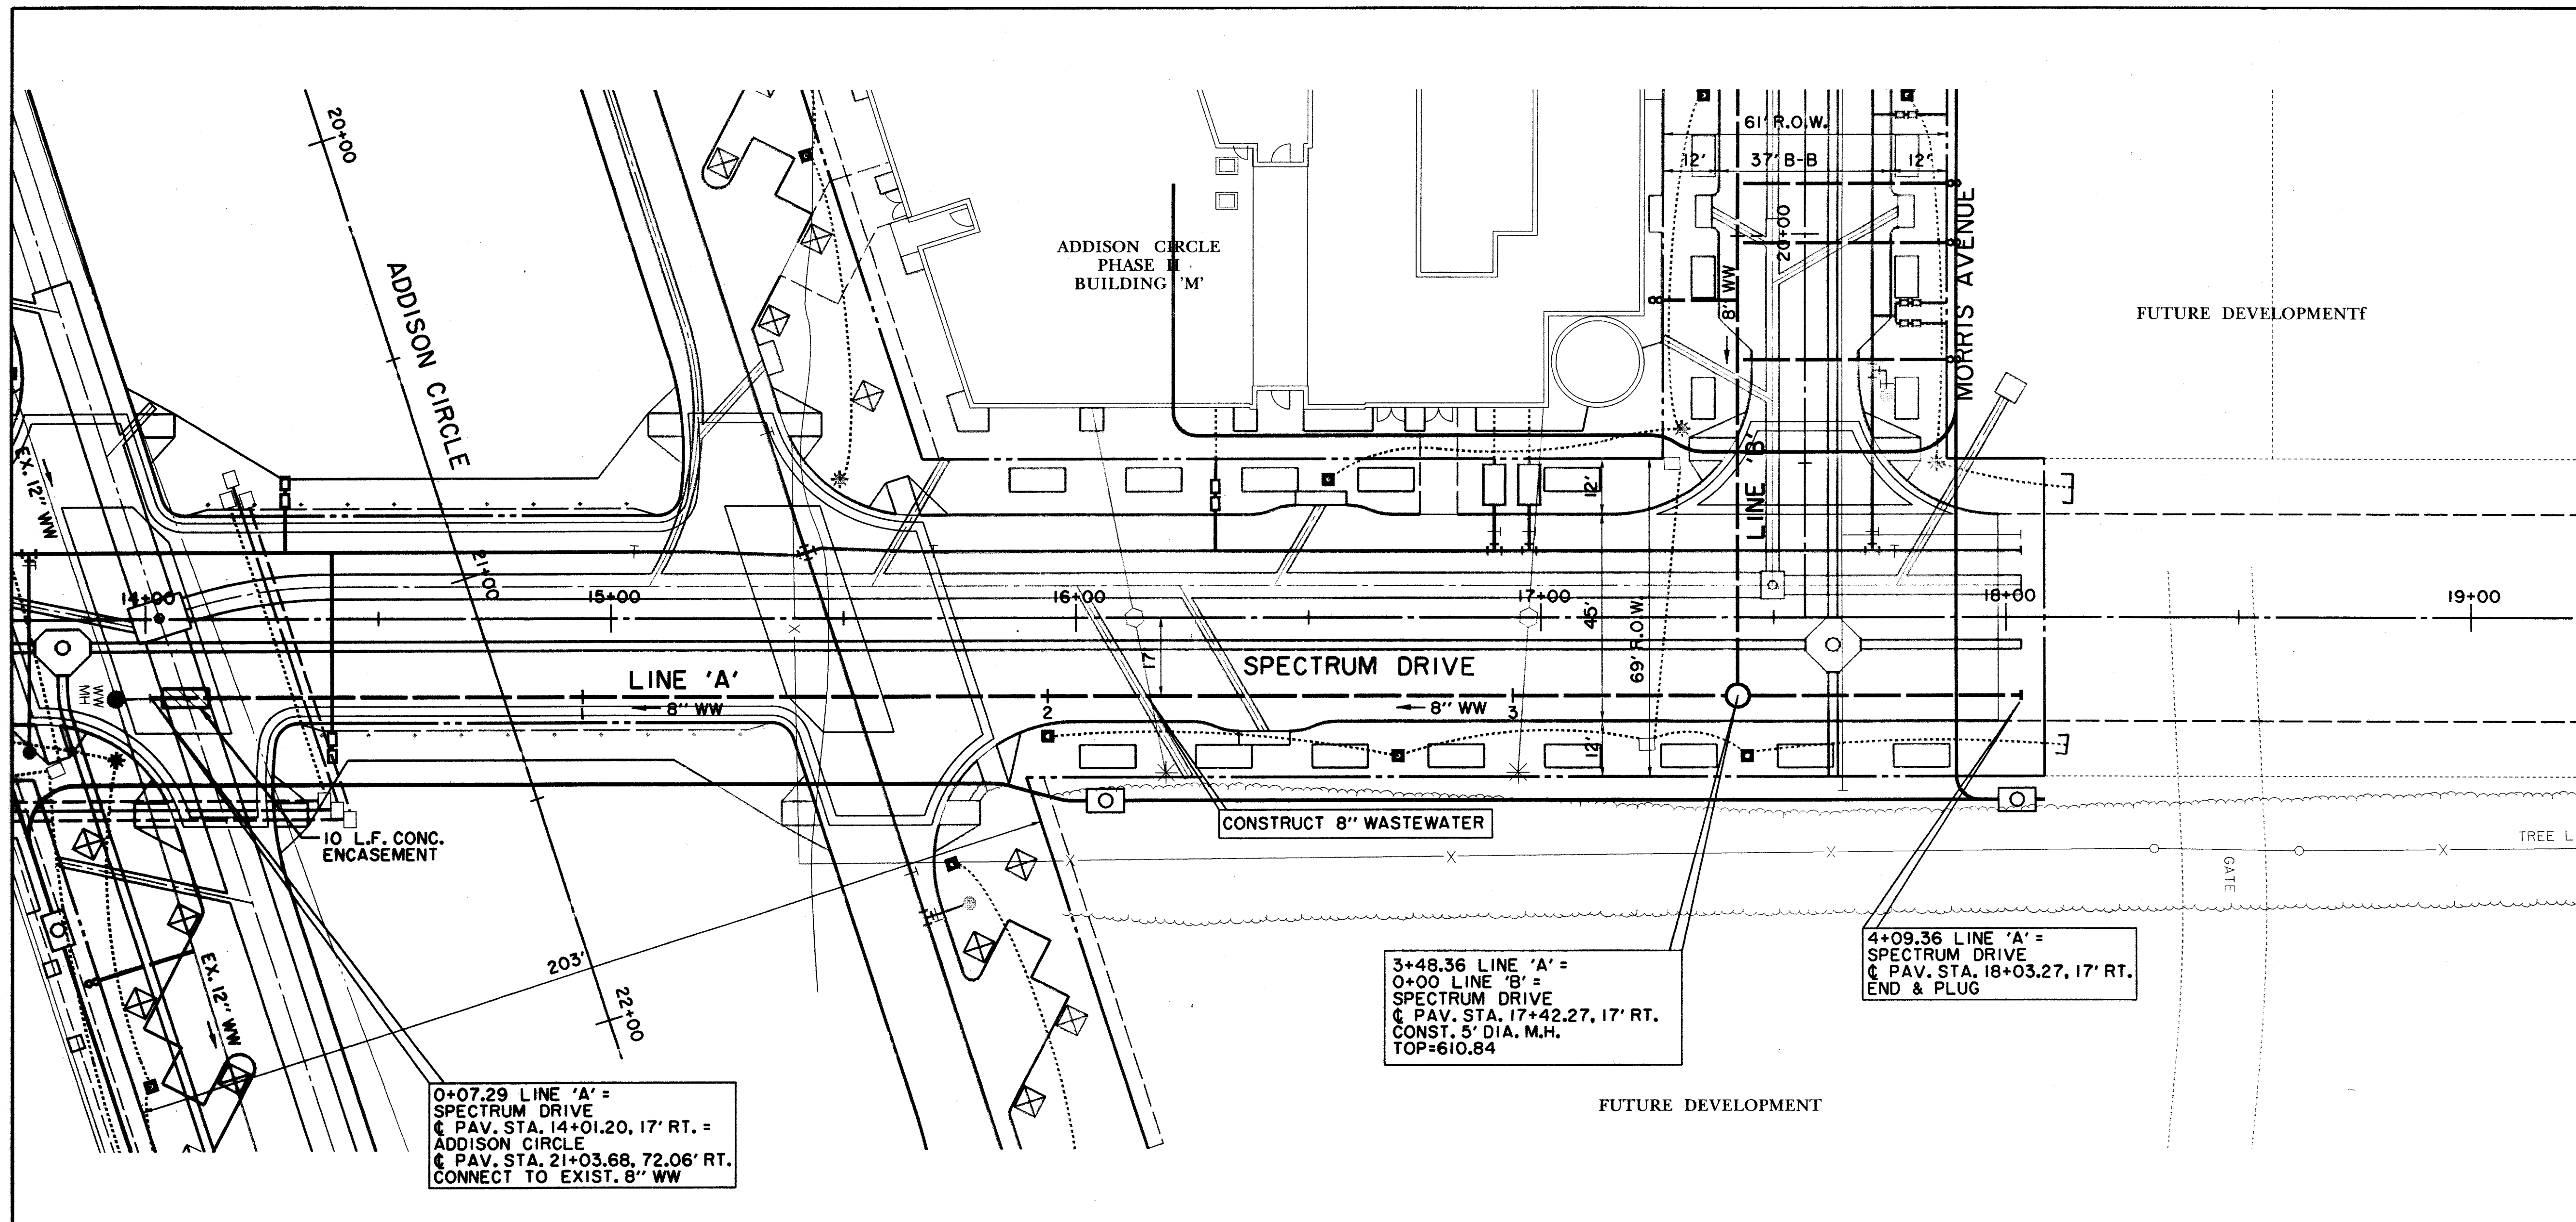 20+00
ADDISON CIRCLE
21+00
22+00
203'
EX. 12" WW
EX. 12" WW
WW
MH
14+00
15+00
16+00
17+00
18+00
19+00
LINE 'A'
8" WW
2
17'
SPECTRUM DRIVE
8" WW
3
12'
45'
12'
69' R.O.W.
ADDISON CIRCLE
PHASE II
BUILDING 'M'
61' R.O.W.
12'
37' B-B
12'
20+00
8" WW
LINE 'B'
MORRIS AVENUE
FUTURE DEVELOPMENTf
10 L.F. CONC.
ENCASEMENT
CONSTRUCT 8" WASTEWATER
TREE L
GATE
3+48.36 LINE 'A' =
0+00 LINE 'B' =
SPECTRUM DRIVE
℄ PAV. STA. 17+42.27, 17' RT.
CONST. 5' DIA. M.H.
TOP=610.84
4+09.36 LINE 'A' =
SPECTRUM DRIVE
℄ PAV. STA. 18+03.27, 17' RT.
END & PLUG
0+07.29 LINE 'A' =
SPECTRUM DRIVE
℄ PAV. STA. 14+01.20, 17' RT. =
ADDISON CIRCLE
℄ PAV. STA. 21+03.68, 72.06' RT.
CONNECT TO EXIST. 8" WW
FUTURE DEVELOPMENT